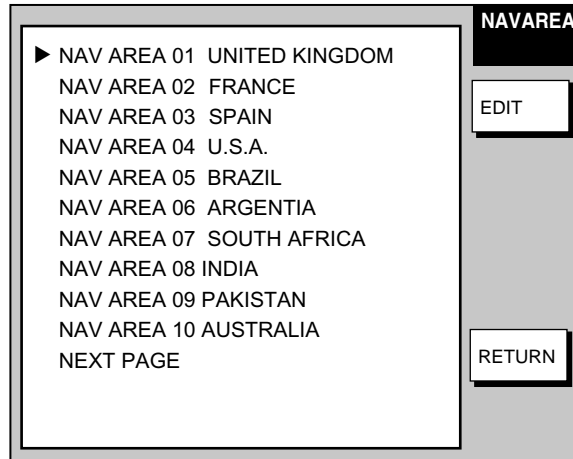 NAVAREA
▶ NAV AREA 01 UNITED KINGDOM
NAV AREA 02 FRANCE
NAV AREA 03 SPAIN
NAV AREA 04 U.S.A.
NAV AREA 05 BRAZIL
NAV AREA 06 ARGENTIA
NAV AREA 07 SOUTH AFRICA
NAV AREA 08 INDIA
NAV AREA 09 PAKISTAN
NAV AREA 10 AUSTRALIA
NEXT PAGE
EDIT
RETURN